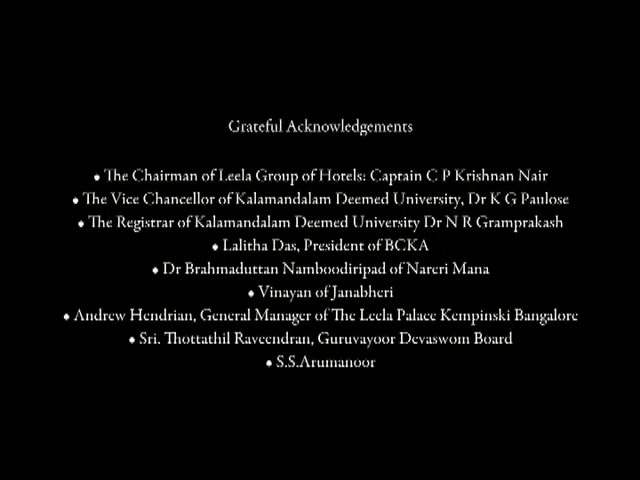 Grateful Acknowledgements
• The Chairman of Leela Group of Hotels: Captain C P Krishnan Nair
• The Vice Chancellor of Kalamandalam Deemed University, Dr K G Paulose
• The Registrar of Kalamandalam Deemed University Dr N R Gramprakash
• Lalitha Das, President of BCKA
• Dr Brahmaduttan Namboodiripad of Nareri Mana
• Vinayan of Janabheri
• Andrew Hendrian, General Manager of The Leela Palace Kempinski Bangalore
• Sri. Thottathil Raveendran, Guruvayoor Devaswom Board
• S.S.Arumanoor